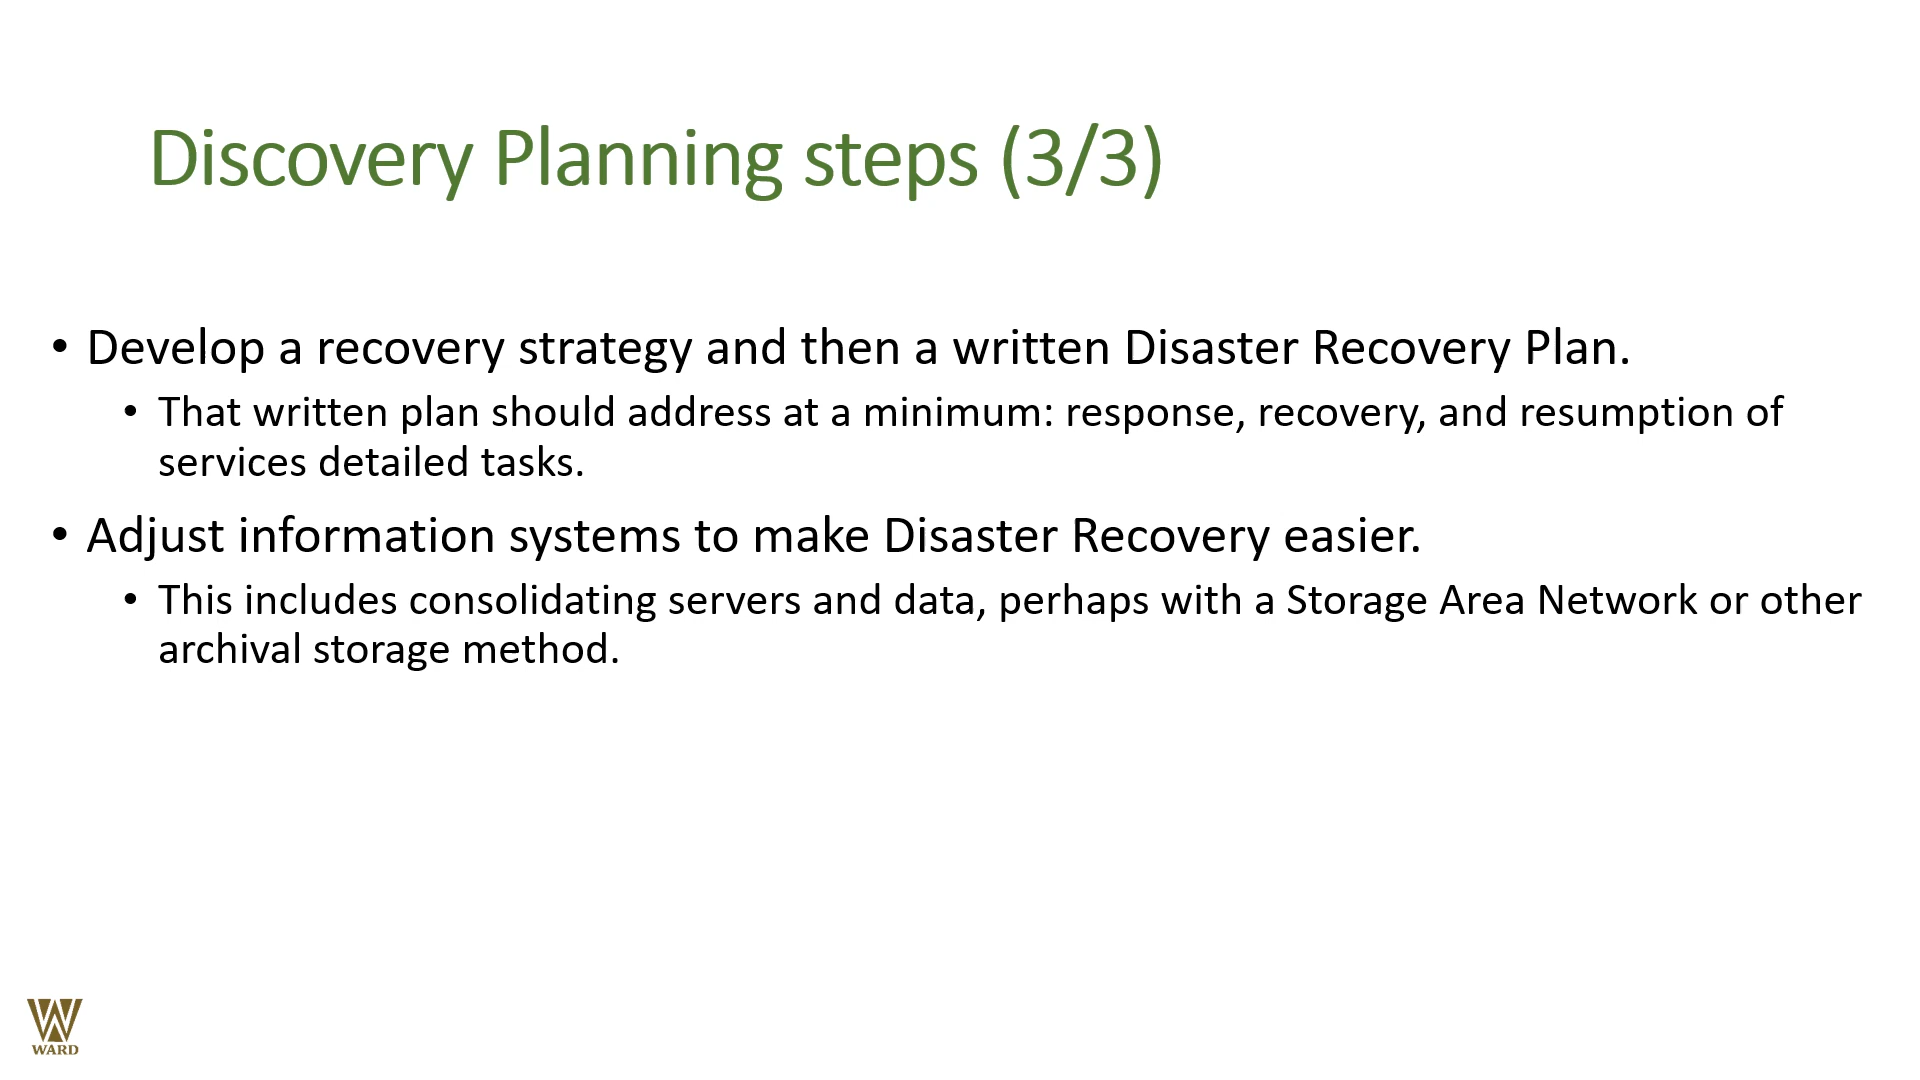 Discovery Planning steps (3/3)
• Develop a recovery strategy and then a written Disaster Recovery Plan.
• That written plan should address at a minimum: response, recovery, and resumption of
services detailed tasks.
• Adjust information systems to make Disaster Recovery easier.
• This includes consolidating servers and data, perhaps with a Storage Area Network or other
archival storage method.
WARD